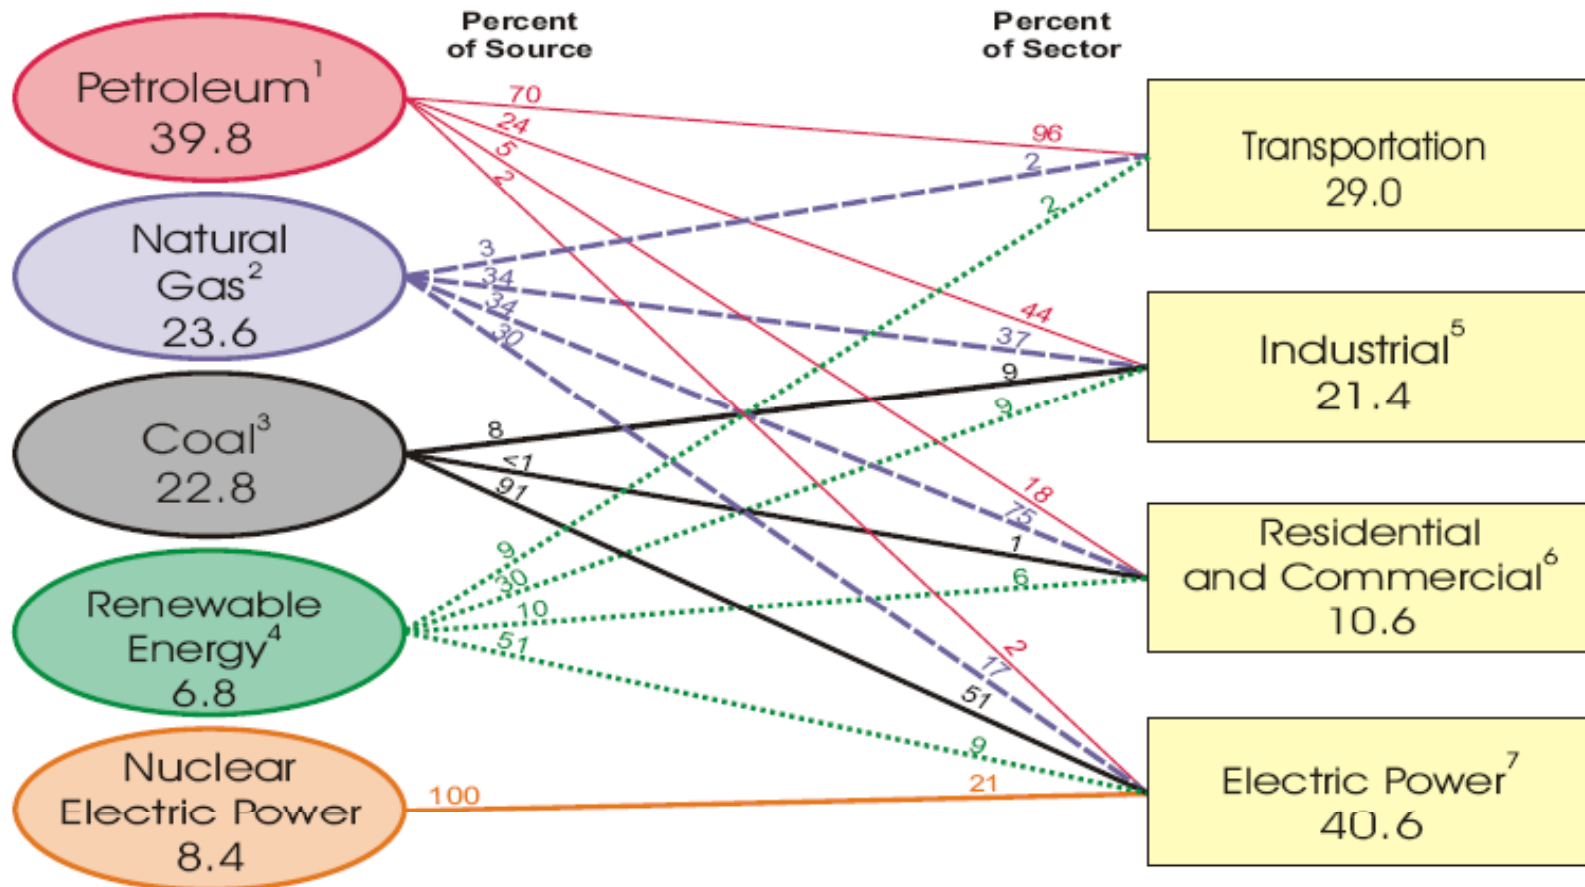 Percent
of Source
Percent
of Sector
Petroleum1
39.8
Natural
Gas2
23.6
Coal3
22.8
Renewable
Energy4
6.8
Nuclear
Electric Power
8.4
70
24
5
2
3
34
34
30
8
<1
91
9
30
10
51
100
96
2
2
44
37
9
9
18
75
1
6
2
17
51
9
21
Transportation
29.0
Industrial5
21.4
Residential
and Commercial6
10.6
Electric Power7
40.6